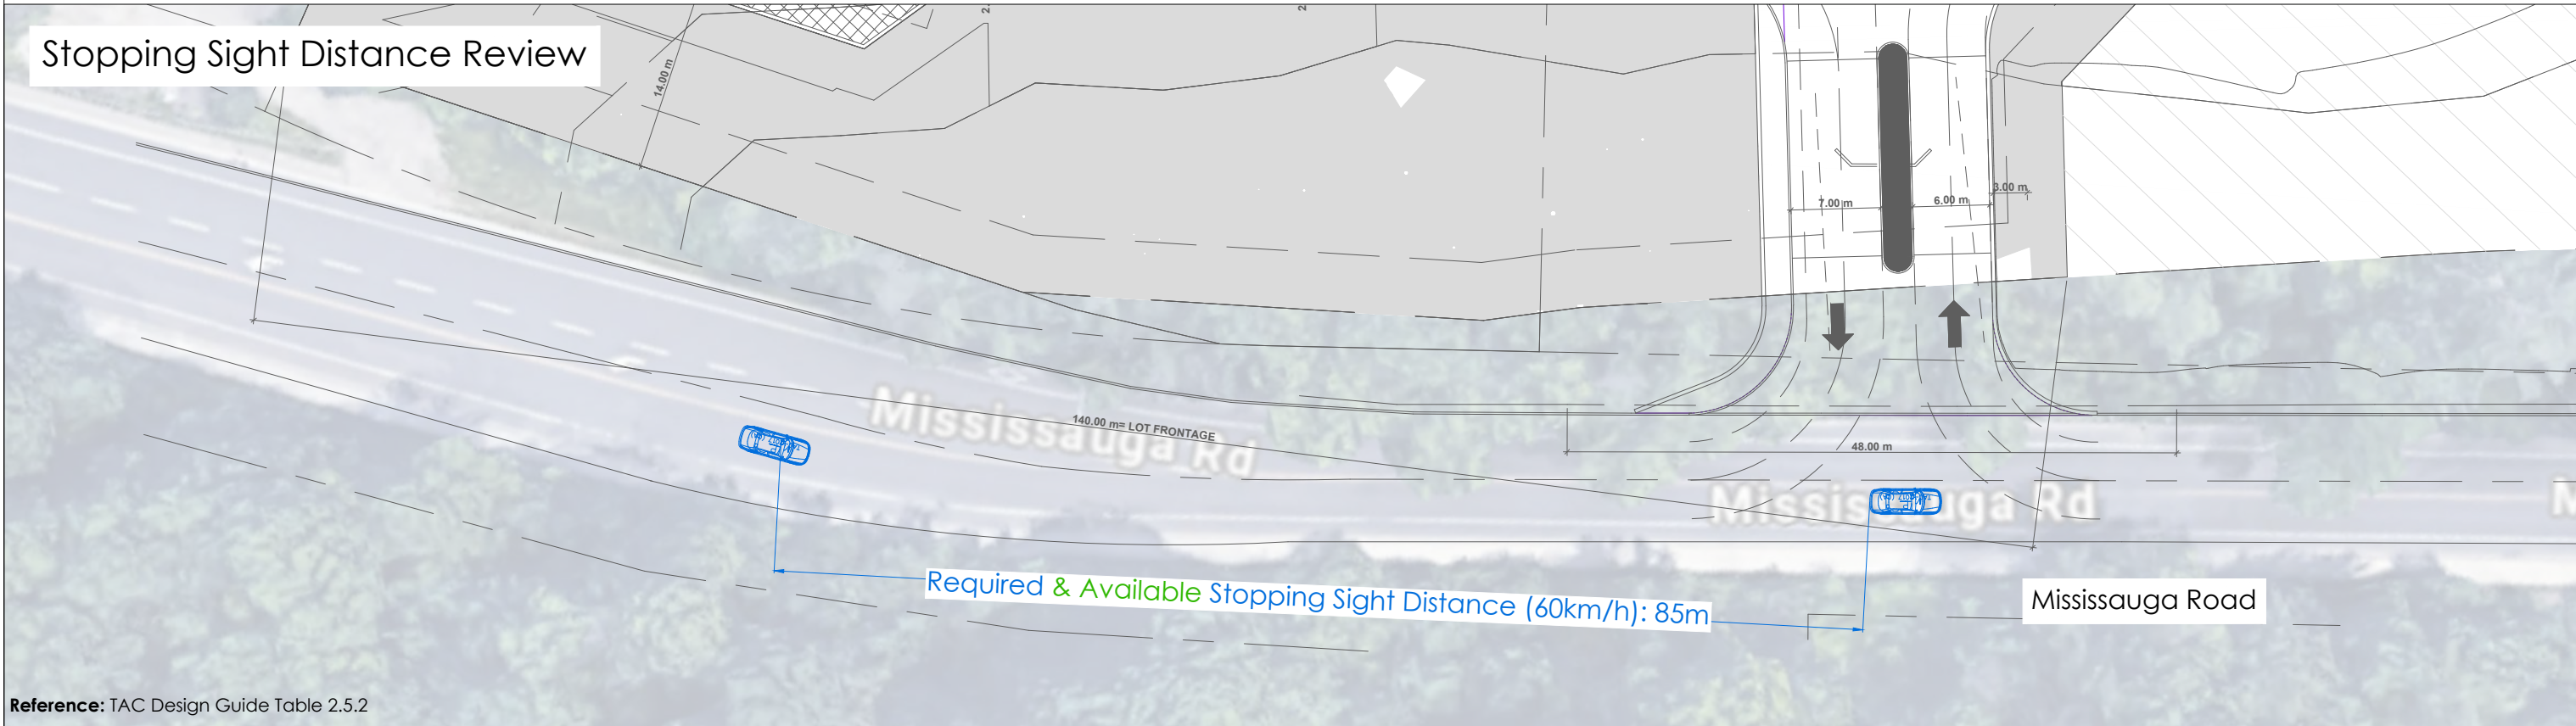 Stopping Sight Distance Review
14.00 m
2.
2
7.00 m
6.00 m
3.00 m
Mississauga Rd
140.00 m= LOT FRONTAGE
48.00 m
Mississauga Rd
M
Required & Available Stopping Sight Distance (60km/h): 85m
Mississauga Road
Reference: TAC Design Guide Table 2.5.2